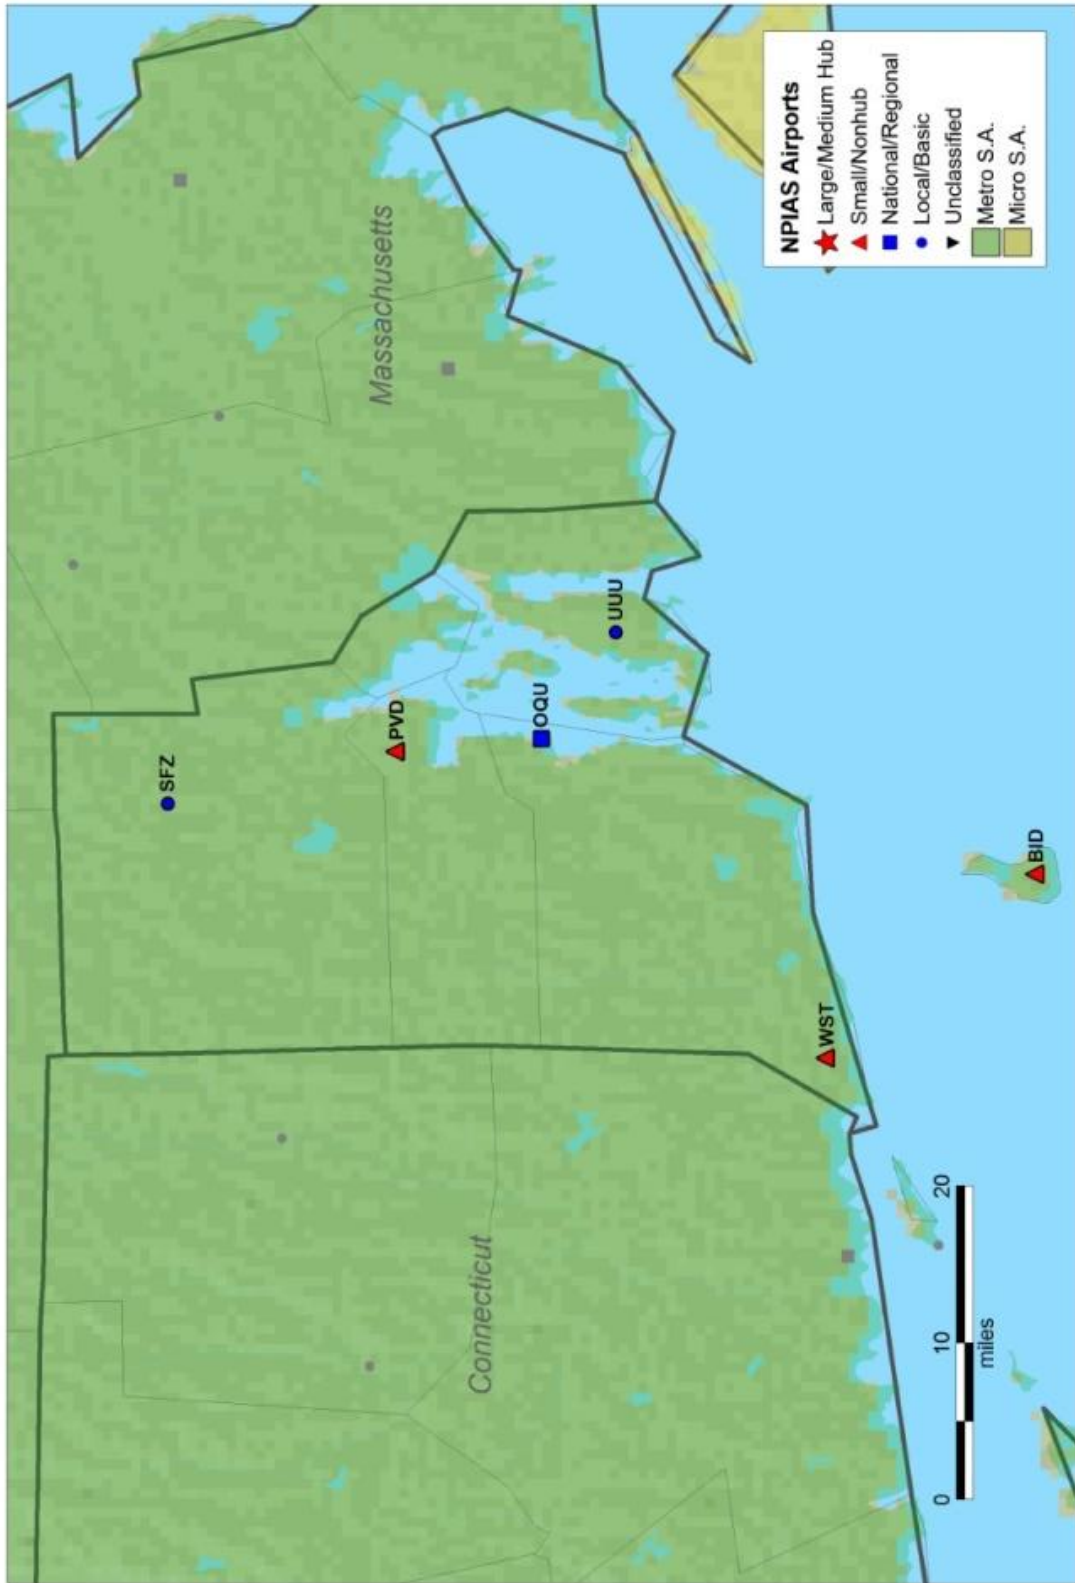 Massachusetts
Connecticut
SFZ
PVD
OQU
UUU
WST
BID
NPIAS Airports
Large/Medium Hub
Small/Nonhub
National/Regional
Local/Basic
Unclassified
Metro S.A.
Micro S.A.
0 10 20
miles